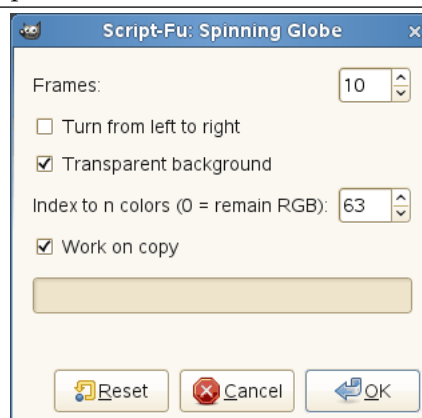 Script-Fu: Spinning Globe
Frames: 10
Turn from left to right
Transparent background
Index to n colors (0 = remain RGB): 63
Work on copy
Reset Cancel OK